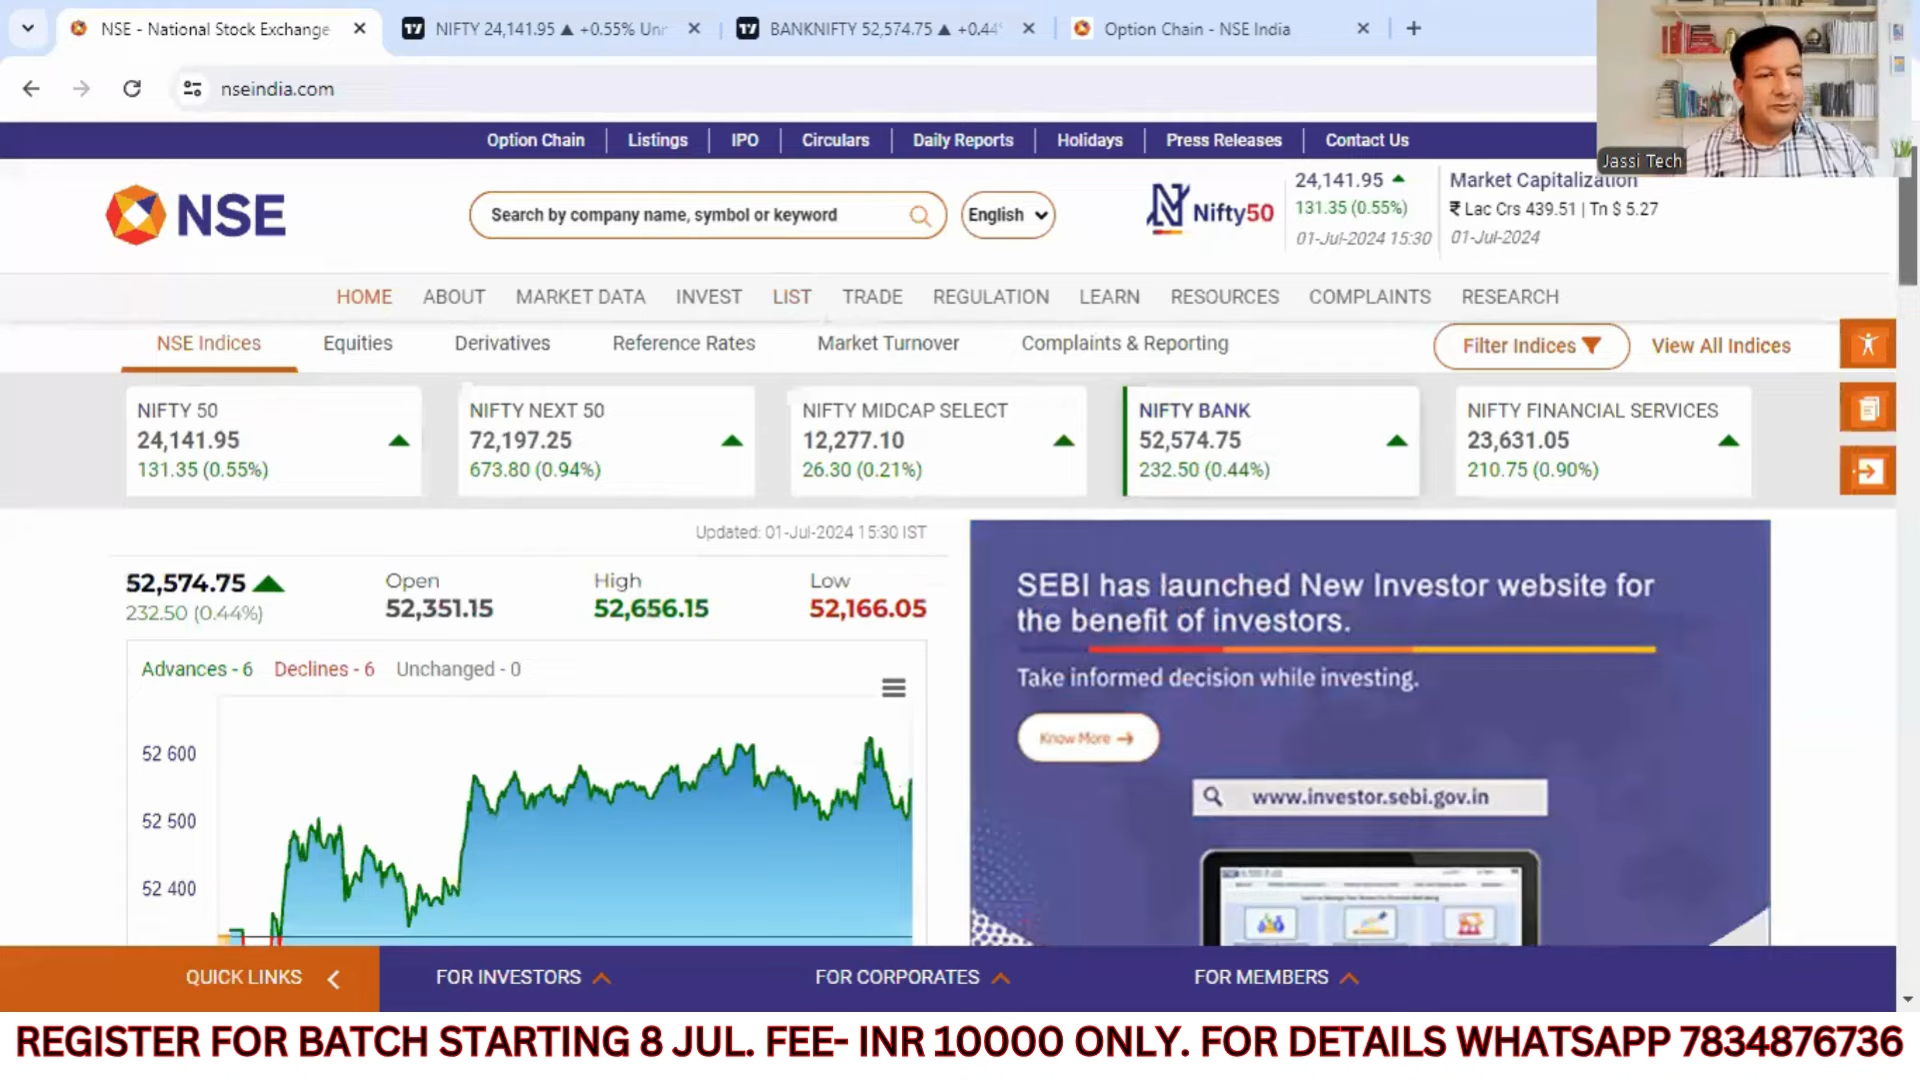 NSE - National Stock Exchange
NIFTY 24,141.95 ▲ +0.55% Unr
BANKNIFTY 52,574.75 ▲ +0.44%
Option Chain - NSE India
nseindia.com
Jassi Tech
Option Chain
Listings
IPO
Circulars
Daily Reports
Holidays
Press Releases
Contact Us
NSE
Search by company name, symbol or keyword
English
Nifty50
24,141.95
131.35 (0.55%)
01-Jul-2024 15:30
Market Capitalization
₹ Lac Crs 439.51 | Tn $ 5.27
01-Jul-2024
HOME
ABOUT
MARKET DATA
INVEST
LIST
TRADE
REGULATION
LEARN
RESOURCES
COMPLAINTS
RESEARCH
NSE Indices
Equities
Derivatives
Reference Rates
Market Turnover
Complaints & Reporting
Filter Indices
View All Indices
NIFTY 50
24,141.95
131.35 (0.55%)
NIFTY NEXT 50
72,197.25
673.80 (0.94%)
NIFTY MIDCAP SELECT
12,277.10
26.30 (0.21%)
NIFTY BANK
52,574.75
232.50 (0.44%)
NIFTY FINANCIAL SERVICES
23,631.05
210.75 (0.90%)
Updated: 01-Jul-2024 15:30 IST
52,574.75
232.50 (0.44%)
Open
52,351.15
High
52,656.15
Low
52,166.05
Advances - 6
Declines - 6
Unchanged - 0
52 600
52 500
52 400
SEBI has launched New Investor website for
the benefit of investors.
Take informed decision while investing.
Know More →
www.investor.sebi.gov.in
QUICK LINKS
FOR INVESTORS
FOR CORPORATES
FOR MEMBERS
REGISTER FOR BATCH STARTING 8 JUL. FEE- INR 10000 ONLY. FOR DETAILS WHATSAPP 7834876736